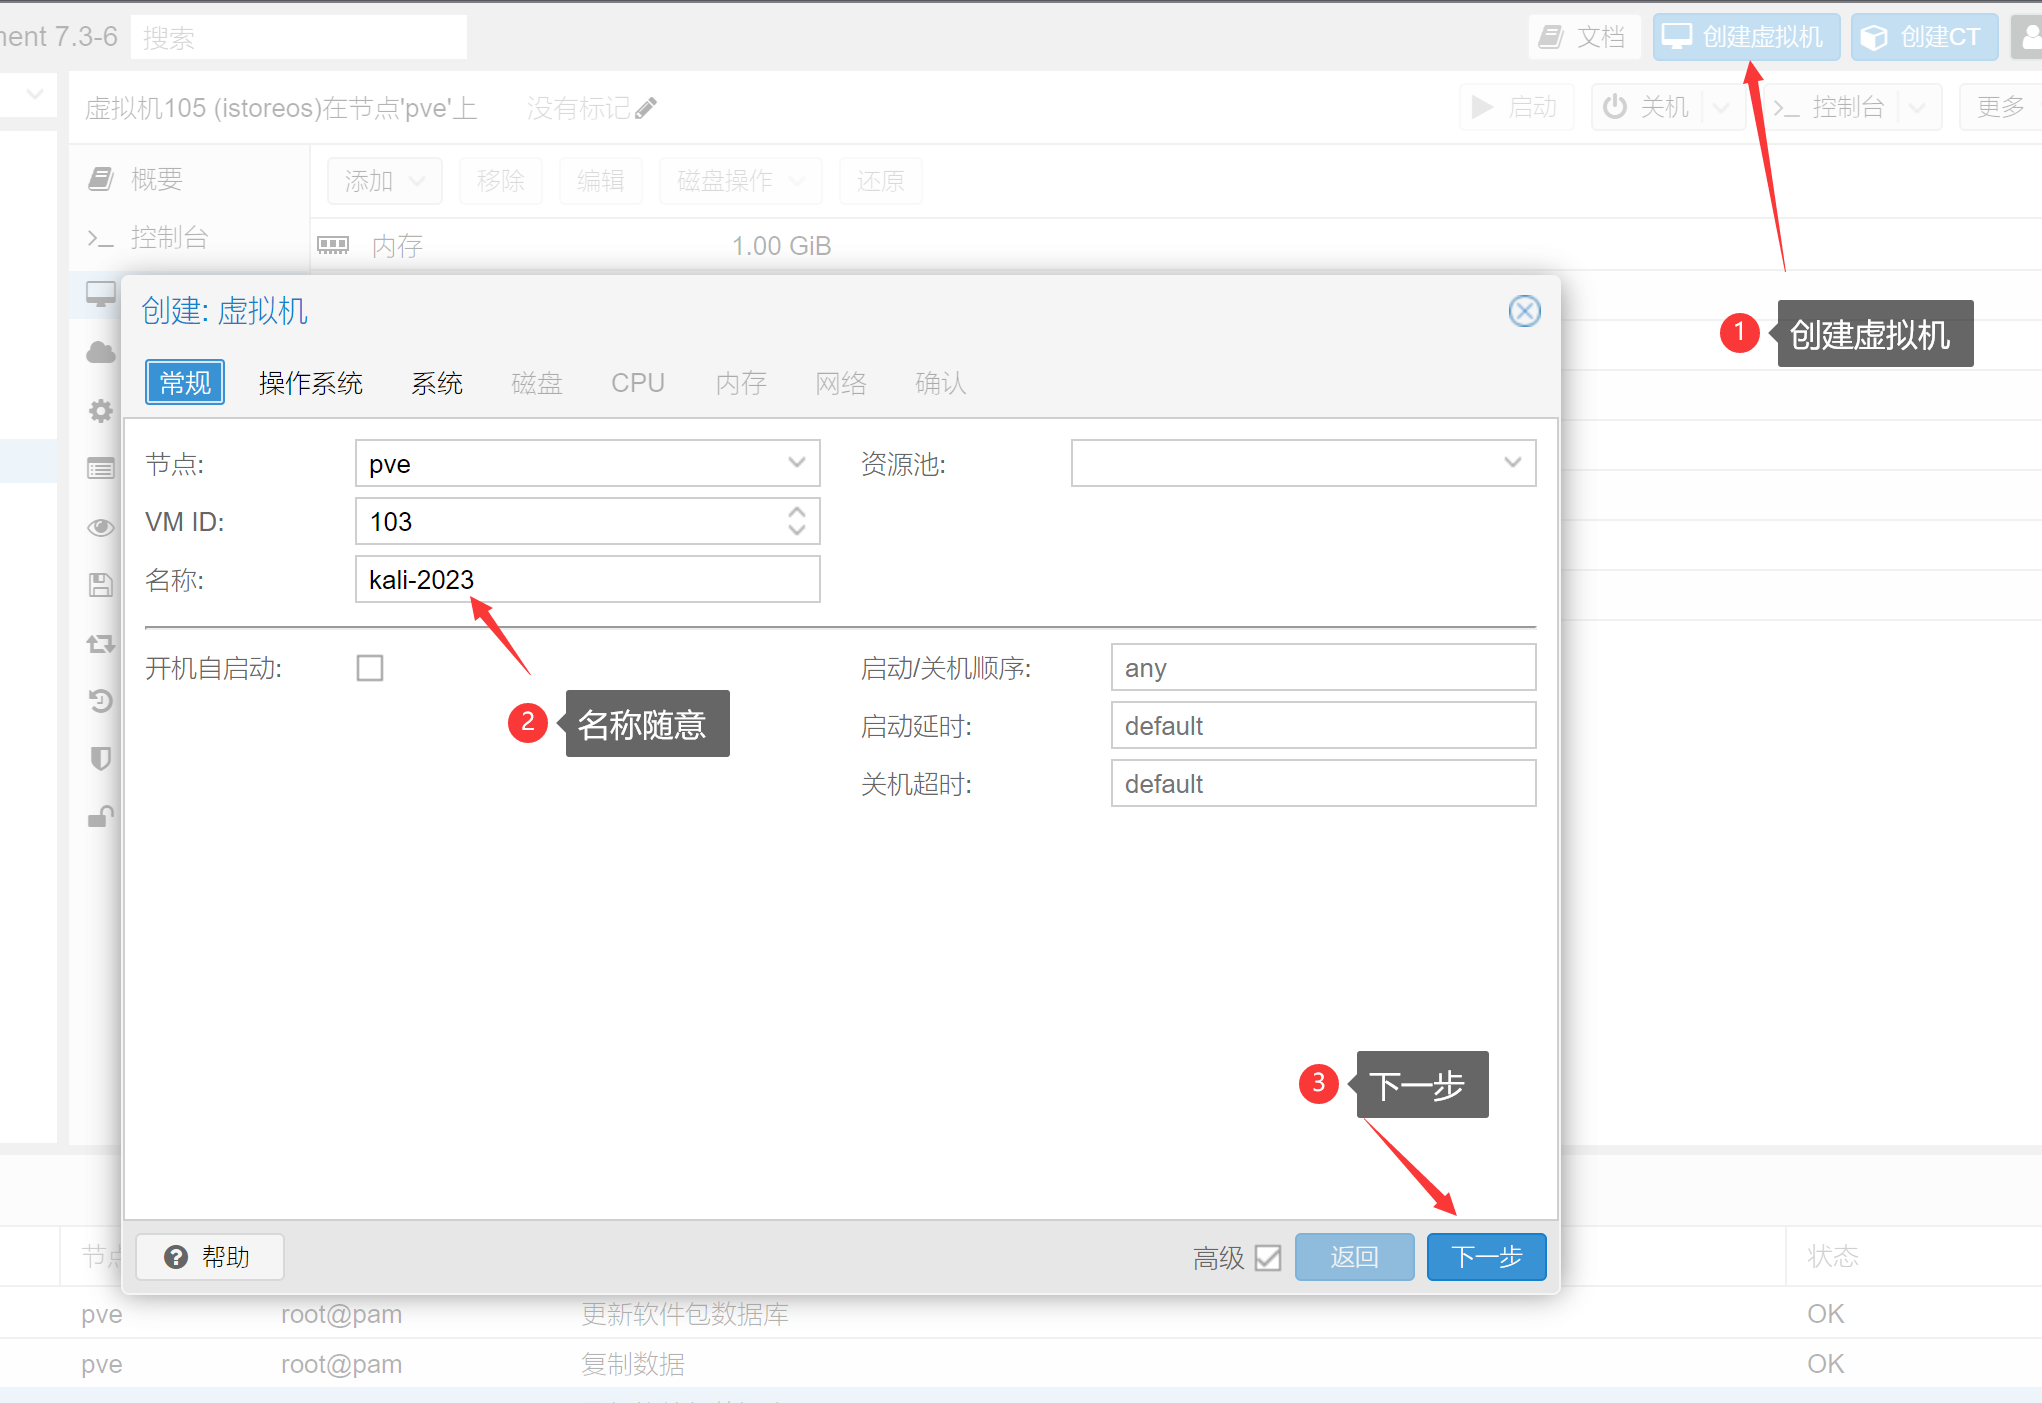 ment 7.3-6
搜索
文档
创建虚拟机
创建CT
虚拟机105 (istoreos)在节点'pve'上
没有标记
启动
关机
控制台
更多
概要
添加
移除
编辑
磁盘操作
还原
控制台
内存
1.00 GiB
创建: 虚拟机
1
创建虚拟机
常规
操作系统
系统
磁盘
CPU
内存
网络
确认
节点:
pve
资源池:
VM ID:
103
名称:
kali-2023
开机自启动:
启动/关机顺序:
any
2
名称随意
启动延时:
default
关机超时:
default
3
下一步
帮助
高级
返回
下一步
节点
状态
pve
root@pam
更新软件包数据库
OK
pve
root@pam
复制数据
OK